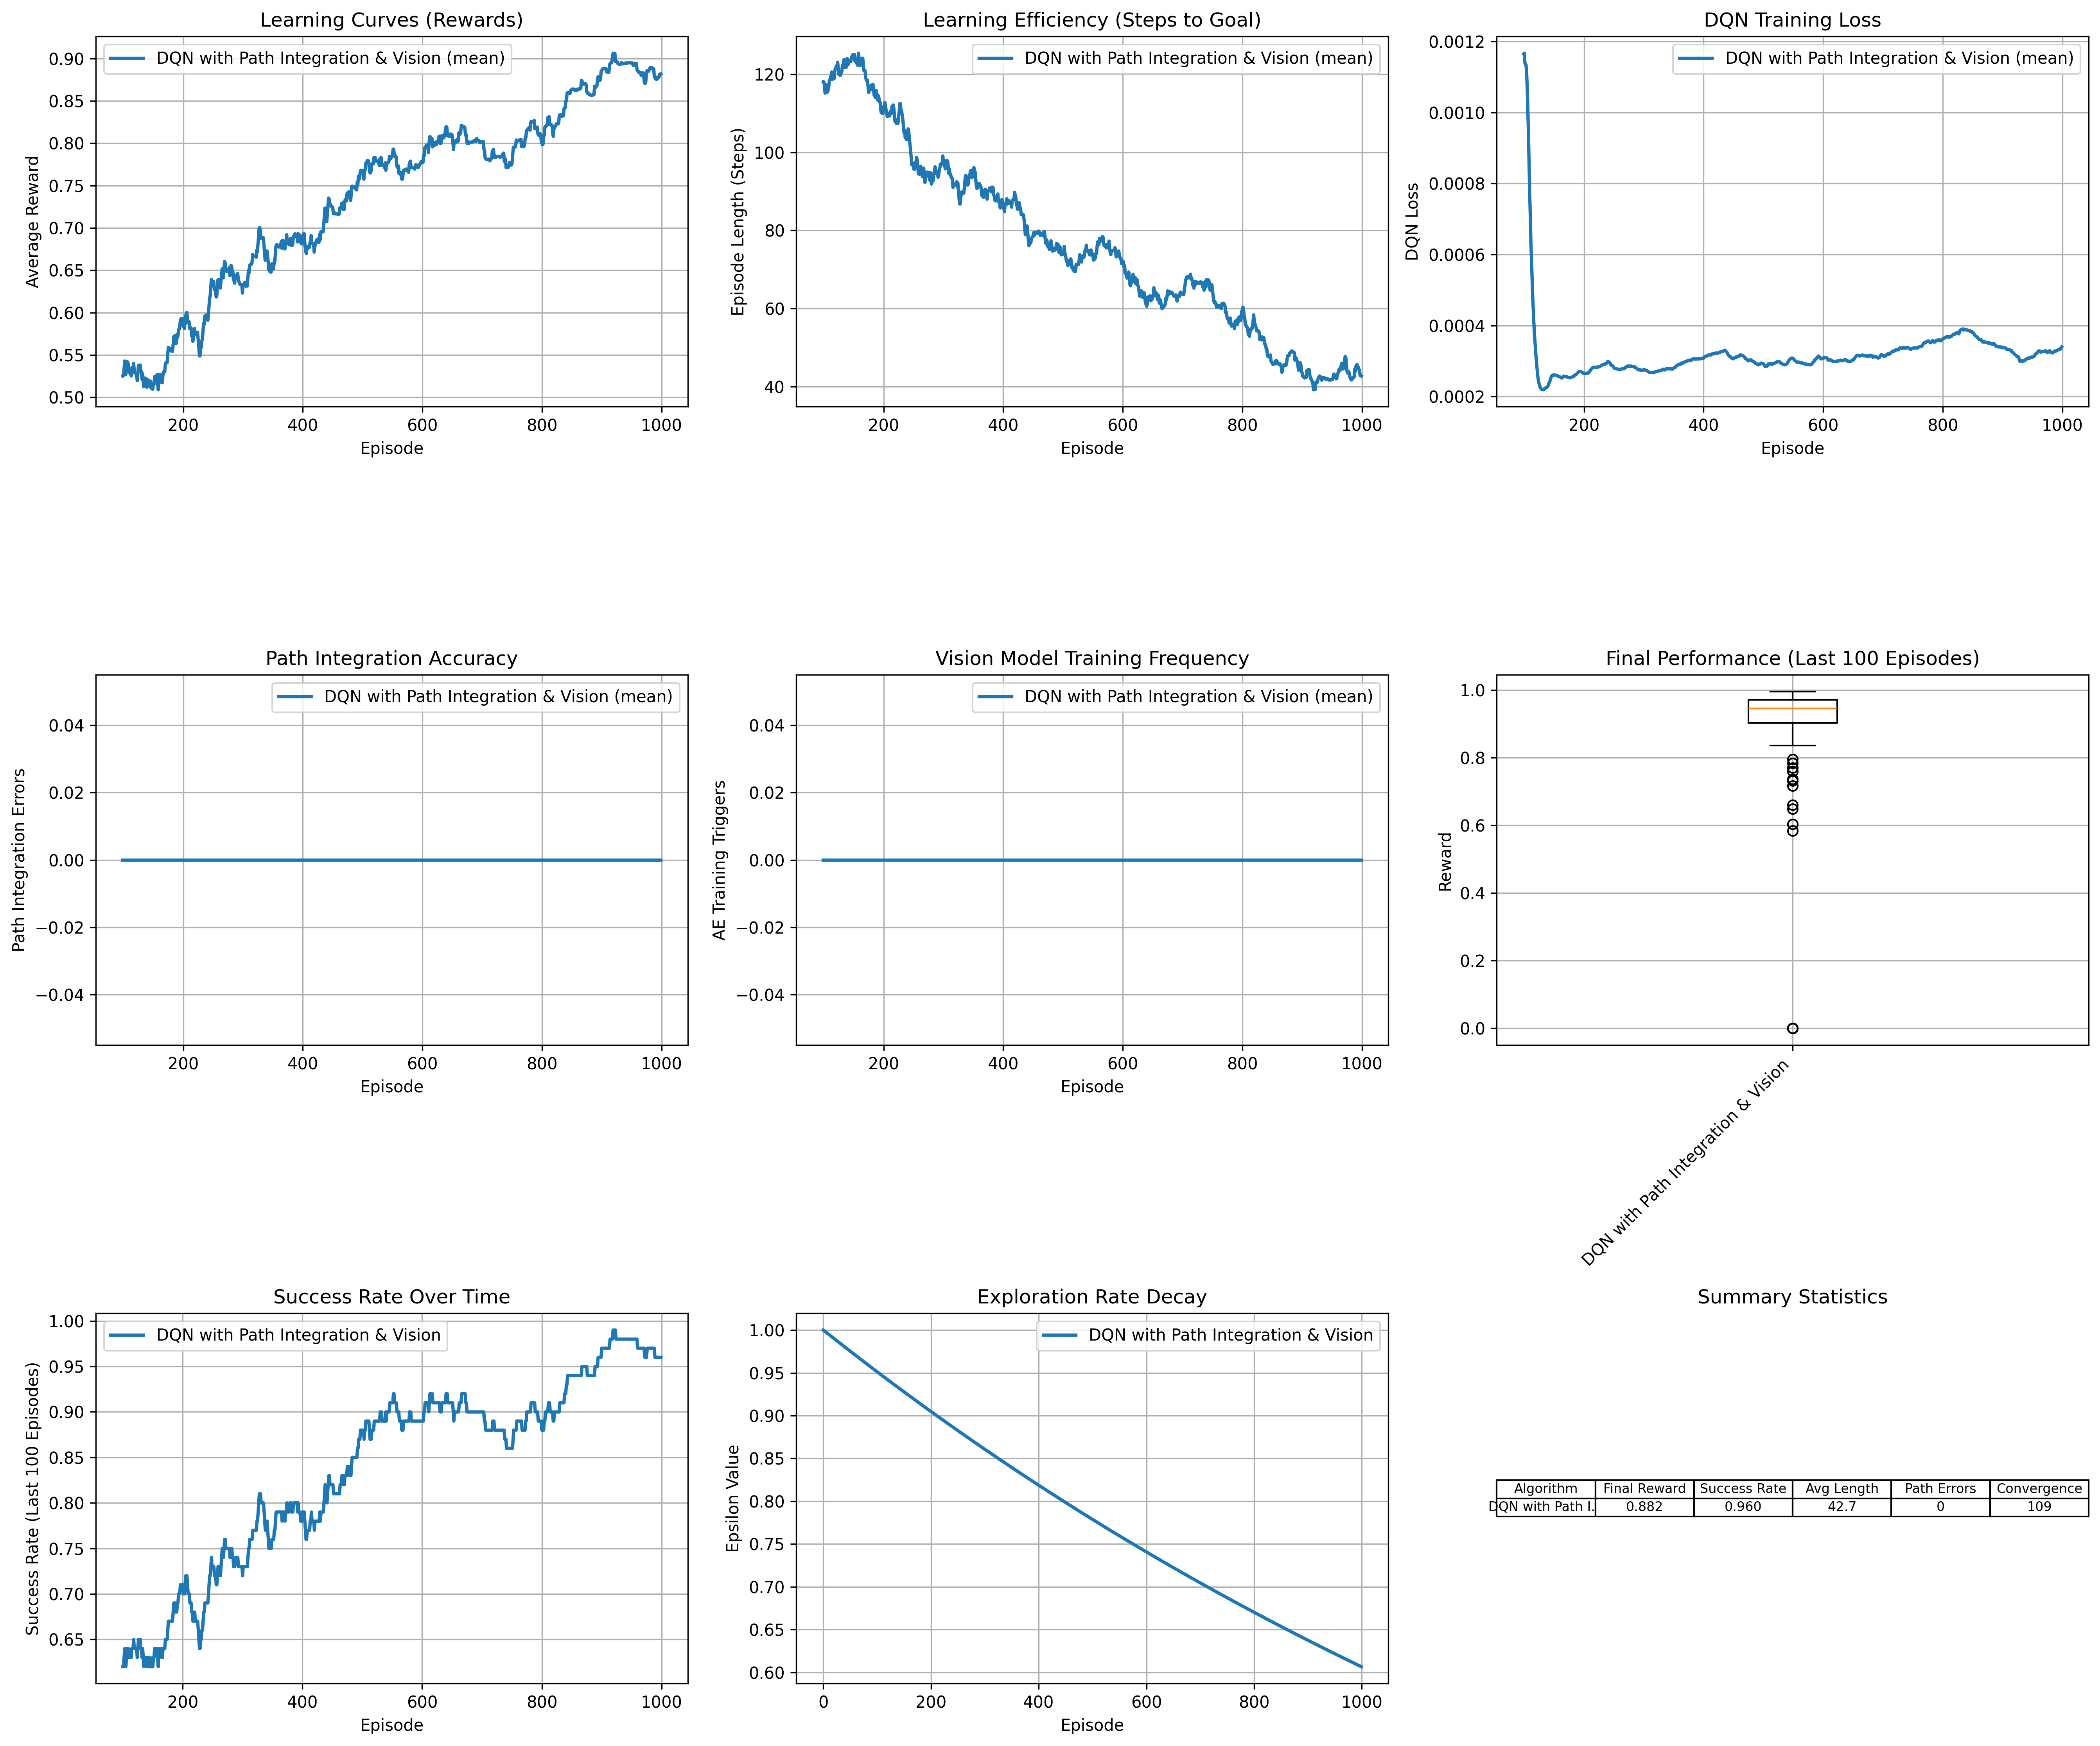 Learning Curves (Rewards)
DQN with Path Integration & Vision (mean)
Average Reward
0.90
0.85
0.80
0.75
0.70
0.65
0.60
0.55
0.50
200 400 600 800 1000
Episode
Learning Efficiency (Steps to Goal)
DQN with Path Integration & Vision (mean)
Episode Length (Steps)
120
100
80
60
40
200 400 600 800 1000
Episode
DQN Training Loss
DQN with Path Integration & Vision (mean)
DQN Loss
0.0012
0.0010
0.0008
0.0006
0.0004
0.0002
200 400 600 800 1000
Episode
Path Integration Accuracy
DQN with Path Integration & Vision (mean)
Path Integration Errors
0.04
0.02
0.00
−0.02
−0.04
200 400 600 800 1000
Episode
Vision Model Training Frequency
DQN with Path Integration & Vision (mean)
AE Training Triggers
0.04
0.02
0.00
−0.02
−0.04
200 400 600 800 1000
Episode
Final Performance (Last 100 Episodes)
Reward
1.0
0.8
0.6
0.4
0.2
0.0
DQN with Path Integration & Vision
Success Rate Over Time
DQN with Path Integration & Vision
Success Rate (Last 100 Episodes)
1.00
0.95
0.90
0.85
0.80
0.75
0.70
0.65
200 400 600 800 1000
Episode
Exploration Rate Decay
DQN with Path Integration & Vision
Epsilon Value
1.00
0.95
0.90
0.85
0.80
0.75
0.70
0.65
0.60
0 200 400 600 800 1000
Episode
Summary Statistics
Algorithm Final Reward Success Rate Avg Length Path Errors Convergence
DQN with Path I. 0.882 0.960 42.7 0 109